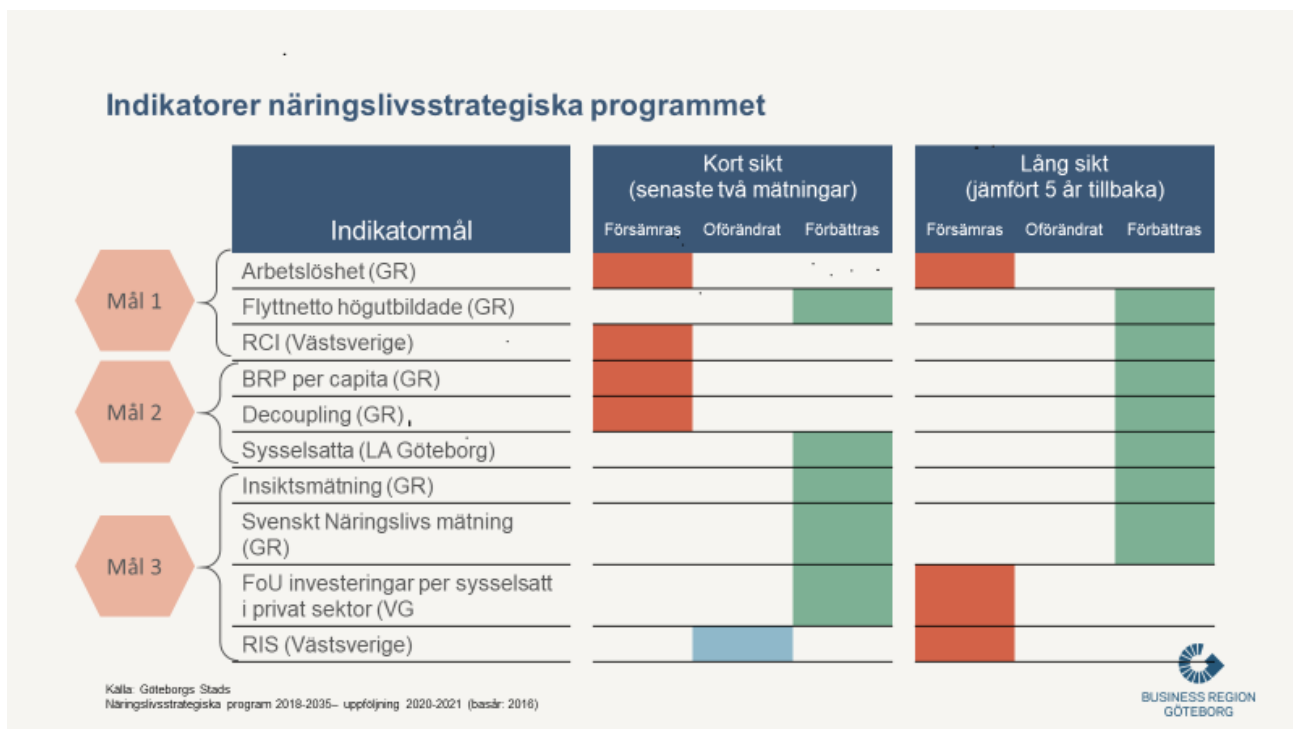 Indikatorer näringslivsstrategiska programmet
Indikatormål
Kort sikt
(senaste två mätningar)
Försämras Oförändrat Förbättras
Lång sikt
(jämfört 5 år tillbaka)
Försämras Oförändrat Förbättras
Mål 1
Arbetslöshet (GR)
Flyttnetto högutbildade (GR)
RCI (Västsverige)
Mål 2
BRP per capita (GR)
Decoupling (GR)
Sysselsatta (LA Göteborg)
Mål 3
Insiktsmätning (GR)
Svenskt Näringslivs mätning
(GR)
FoU investeringar per sysselsatt
i privat sektor (VG
RIS (Västsverige)
Källa: Göteborgs Stads
Näringslivsstrategiska program 2018-2035– uppföljning 2020-2021 (basår: 2016)
BUSINESS REGION
GÖTEBORG